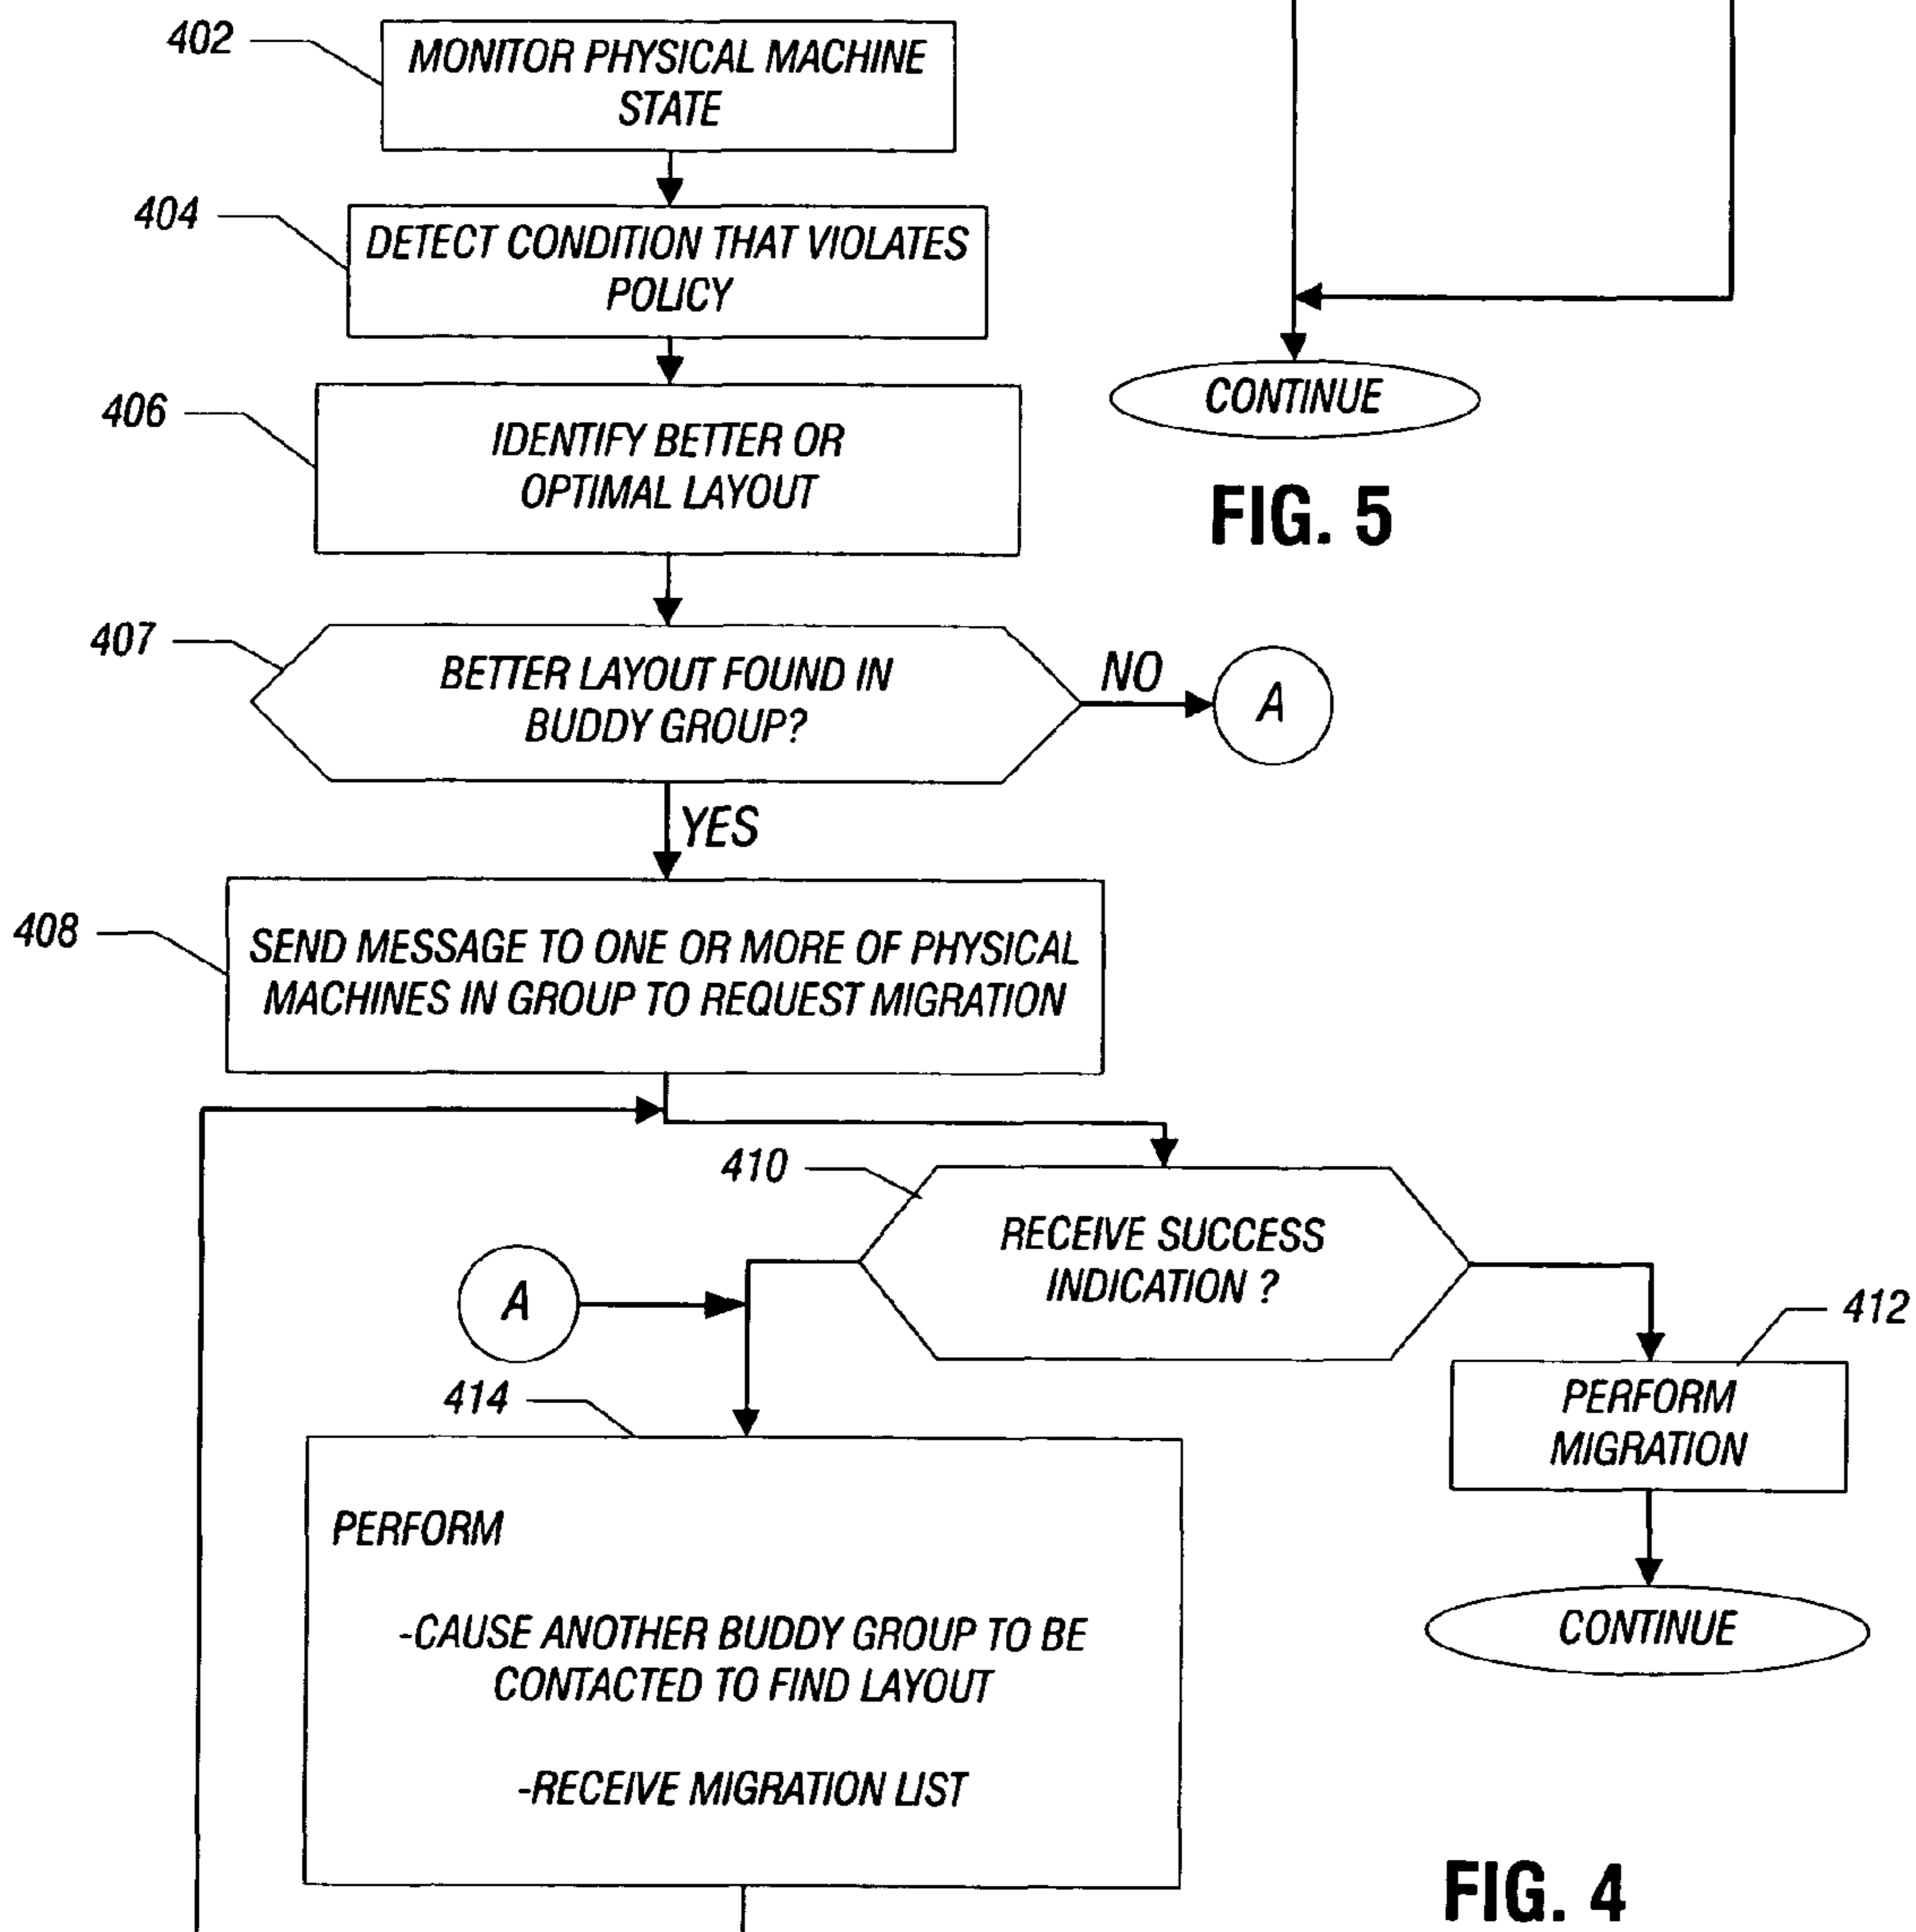 402
MONITOR PHYSICAL MACHINE
STATE
404
DETECT CONDITION THAT VIOLATES
POLICY
406
IDENTIFY BETTER OR
OPTIMAL LAYOUT
CONTINUE
FIG. 5
407
BETTER LAYOUT FOUND IN
BUDDY GROUP?
NO
A
YES
408
SEND MESSAGE TO ONE OR MORE OF PHYSICAL
MACHINES IN GROUP TO REQUEST MIGRATION
410
RECEIVE SUCCESS
INDICATION ?
A
412
PERFORM
MIGRATION
CONTINUE
414
PERFORM
-CAUSE ANOTHER BUDDY GROUP TO BE
CONTACTED TO FIND LAYOUT
-RECEIVE MIGRATION LIST
FIG. 4